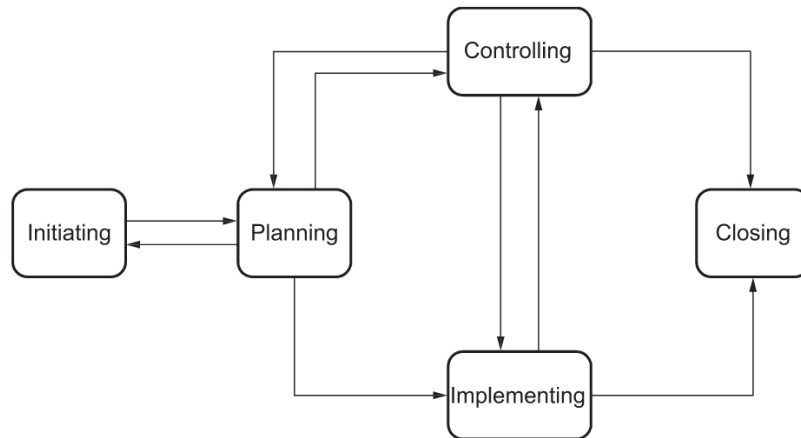 Controlling
Initiating
Planning
Closing
Implementing